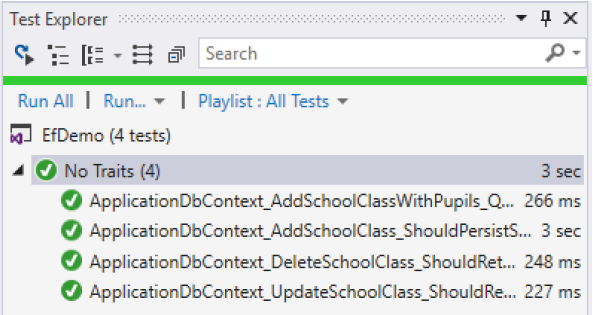 Test Explorer
Search
Run All | Run... | Playlist : All Tests
EfDemo (4 tests)
No Traits (4) 3 sec
ApplicationDbContext_AddSchoolClassWithPupils_Q... 266 ms
ApplicationDbContext_AddSchoolClass_ShouldPersistS... 3 sec
ApplicationDbContext_DeleteSchoolClass_ShouldRet... 248 ms
ApplicationDbContext_UpdateSchoolClass_ShouldRe... 227 ms